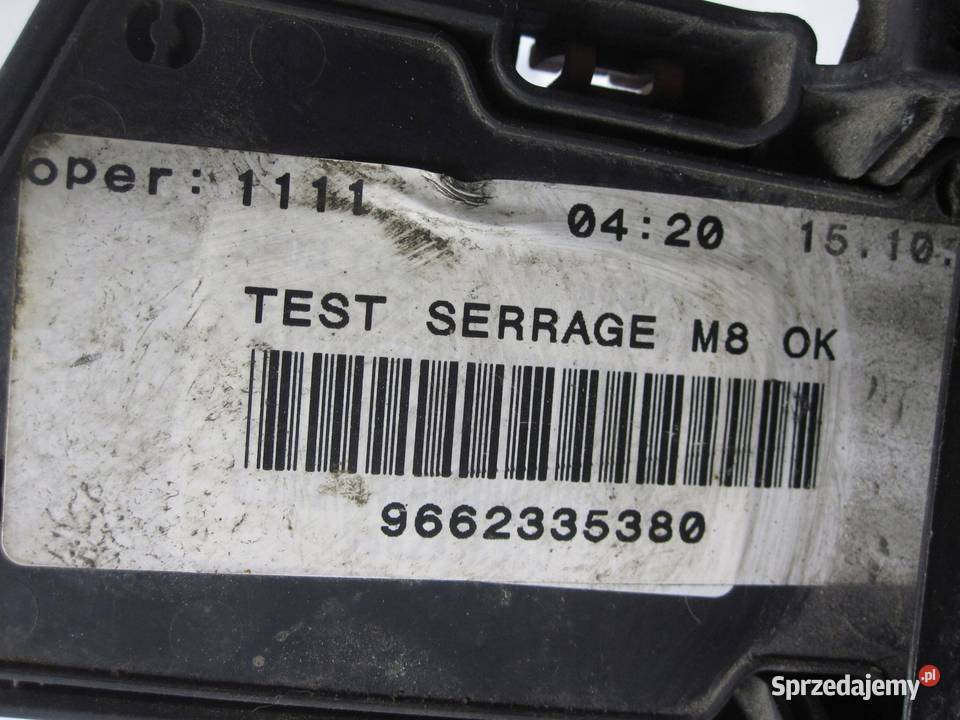 oper: 1111 04:20 15.10.
TEST SERRAGE M8 OK
9662335380
Sprzedajemy.pl